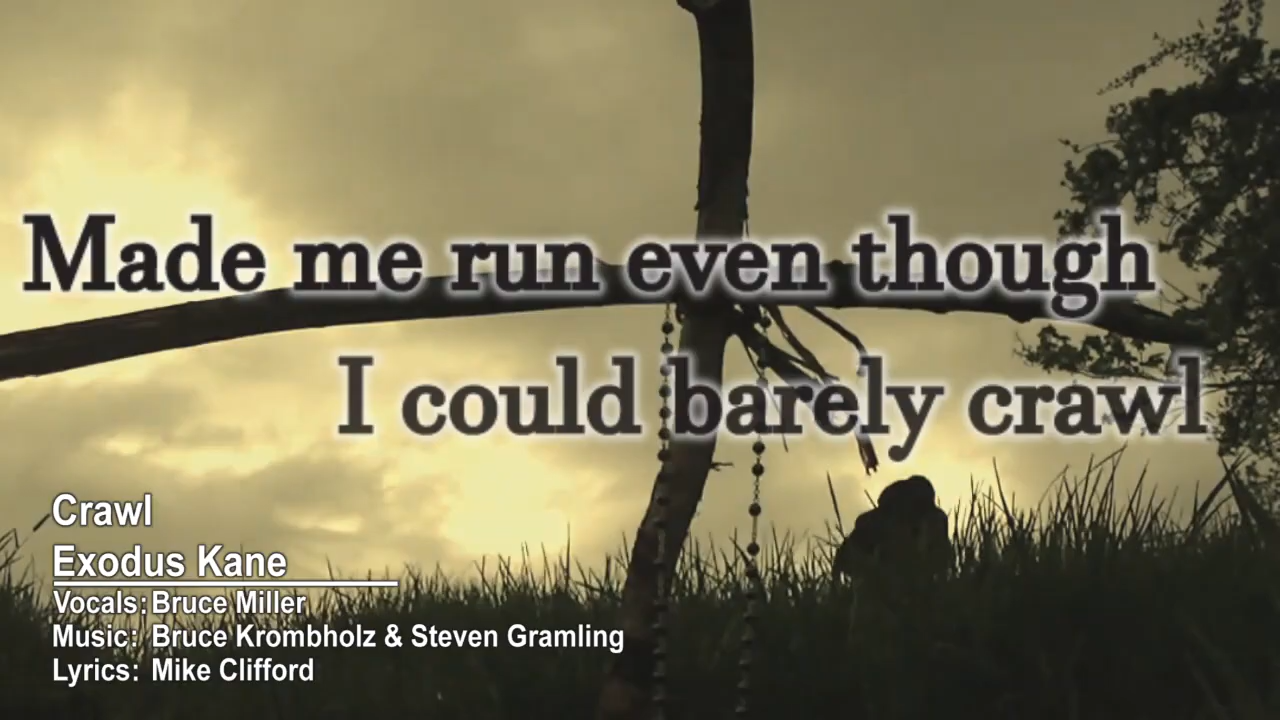 Made me run even though
I could barely crawl
Crawl
Exodus Kane
Vocals: Bruce Miller
Music: Bruce Krombholz & Steven Gramling
Lyrics: Mike Clifford